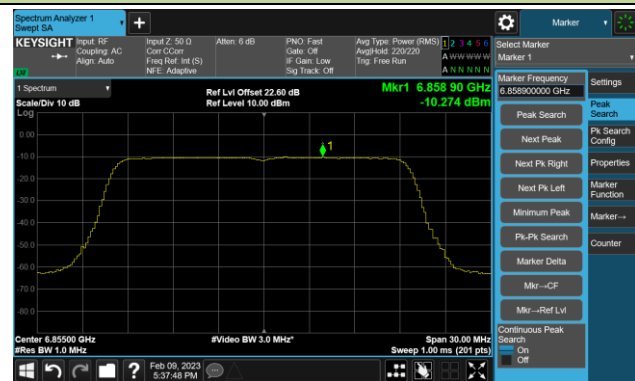 Spectrum Analyzer 1
Swept SA
Marker
KEYSIGHT
Input: RF
Coupling: AC
Align: Auto
Input Z: 50 Ω
Corr CCorr
Freq Ref: Int (S)
NFE: Adaptive
Atten: 6 dB
PNO: Fast
Gate: Off
IF Gain: Low
Sig Track: Off
Avg Type: Power (RMS)
Avg|Hold: 220/220
Trig: Free Run
1 2 3 4 5 6
A W W W W W
A N N N N N
Select Marker
Marker 1
1 Spectrum
Scale/Div 10 dB
Log
Ref Lvl Offset 22.60 dB
Ref Level 10.00 dBm
Mkr1 6.858 90 GHz
-10.274 dBm
1
0.00
-10.0
-20.0
-30.0
-40.0
-50.0
-60.0
-70.0
-80.0
Center 6.85500 GHz
#Res BW 1.0 MHz
#Video BW 3.0 MHz*
Span 30.00 MHz
Sweep 1.00 ms (201 pts)
Marker Frequency
6.858900000 GHz
Peak Search
Next Peak
Next Pk Right
Next Pk Left
Minimum Peak
Pk-Pk Search
Marker Delta
Mkr→CF
Mkr→Ref Lvl
Continuous Peak
Search
On
Off
Settings
Peak
Search
Pk Search
Config
Properties
Marker
Function
Marker→
Counter
Feb 09, 2023
5:37:48 PM